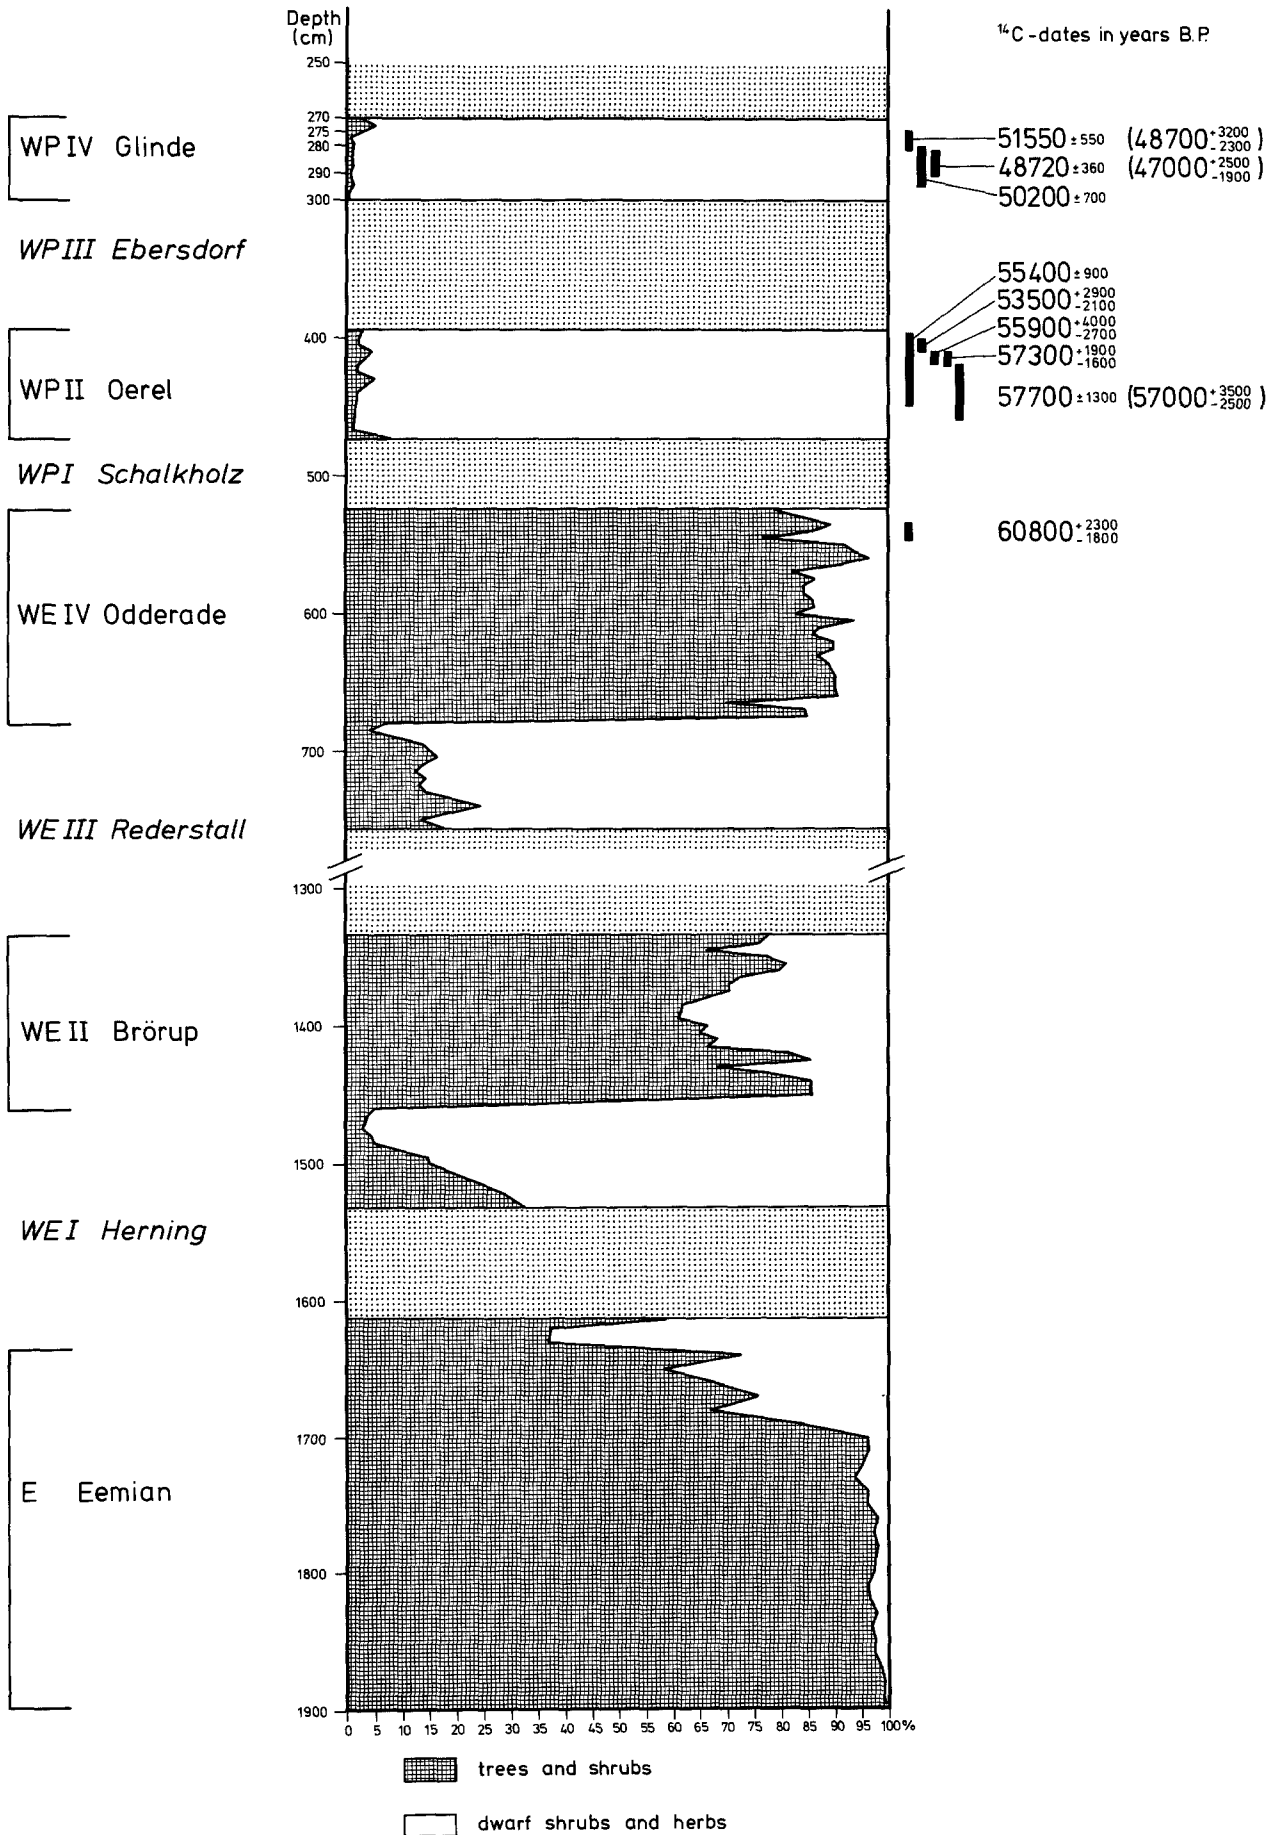 Depth
(cm)
¹⁴C-dates in years B.P.
250
270
275
280
290
300
WP IV Glinde
51550 ± 550 (48700 +3200 -2300)
48720 ± 360 (47000 +2500 -1900)
50200 ± 700
WP III Ebersdorf
55400 ± 900
53500 +2900 -2100
55900 +4000 -2700
57300 +1900 -1600
57700 ± 1300 (57000 +3500 -2500)
400
WP II Oerel
WP I Schalkholz
500
60800 +2300 -1800
WE IV Odderade
600
700
WE III Rederstall
1300
WE II Brörup
1400
1500
WE I Herning
1600
1700
E Eemian
1800
1900
0 5 10 15 20 25 30 35 40 45 50 55 60 65 70 75 80 85 90 95 100%
trees and shrubs
dwarf shrubs and herbs